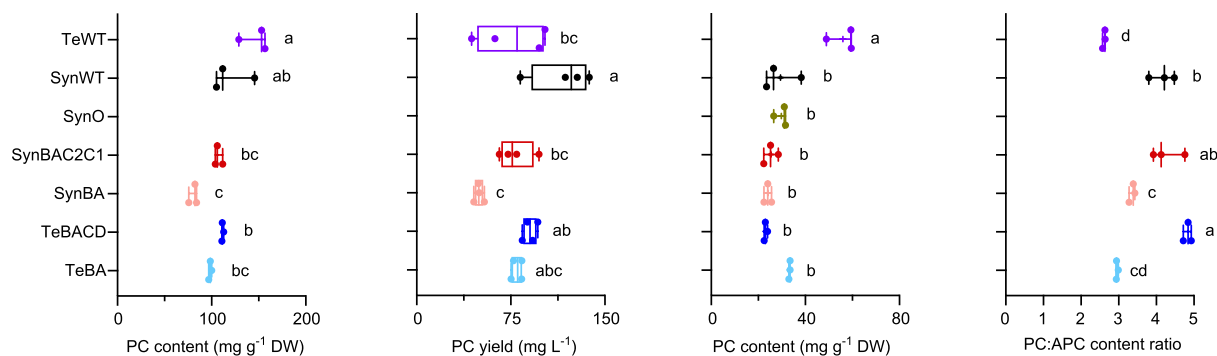 TeWT a bc a d
SynWT ab a b b
SynO b
SynBAC2C1 bc bc b ab
SynBA c c b c
TeBACD b ab b a
TeBA bc abc b cd
0 100 200 0 75 150 0 40 80 0 1 2 3 4 5
PC content (mg g⁻¹ DW) PC yield (mg L⁻¹) PC content (mg g⁻¹ DW) PC:APC content ratio